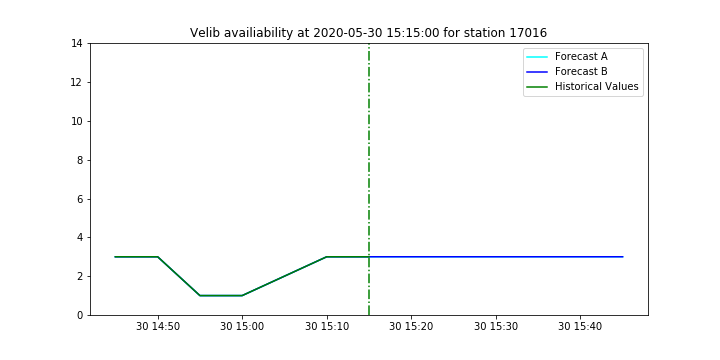 Velib availiability at 2020-05-30 15:15:00 for station 17016
14
12
10
8
6
4
2
0
Forecast A
Forecast B
Historical Values
30 14:50 30 15:00 30 15:10 30 15:20 30 15:30 30 15:40